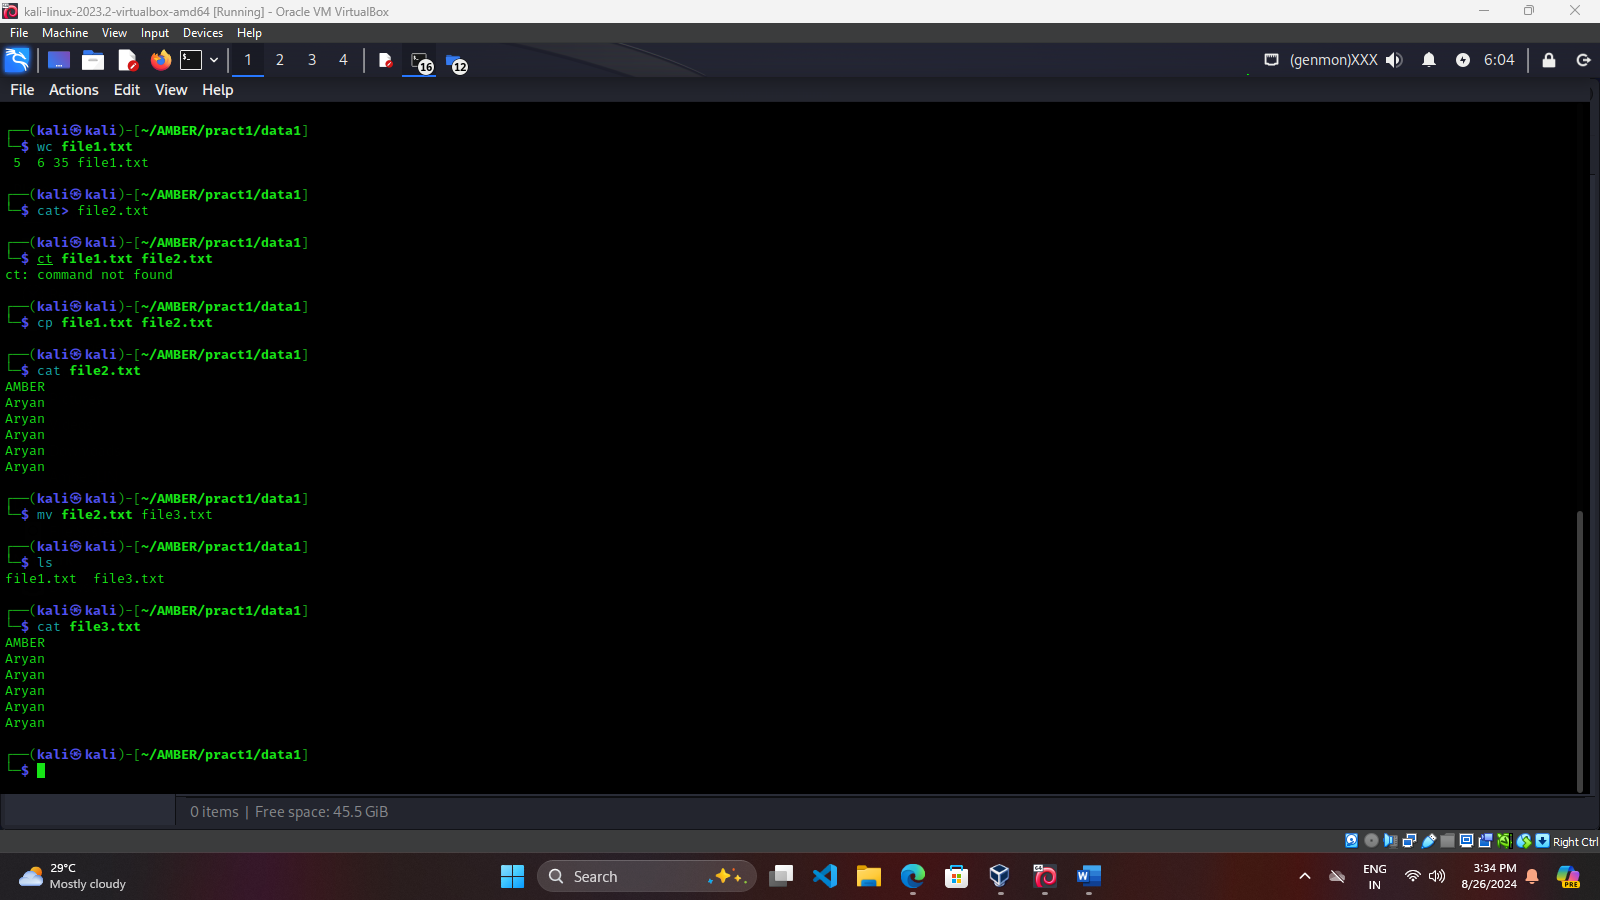 kali-linux-2023.2-virtualbox-amd64 [Running] - Oracle VM VirtualBox
File Machine View Input Devices Help
1 2 3 4 16 12 (genmon)XXX 6:04
File Actions Edit View Help
┌──(kali㉿kali)-[~/AMBER/pract1/data1]
└─$ wc file1.txt
 5  6 35 file1.txt
┌──(kali㉿kali)-[~/AMBER/pract1/data1]
└─$ cat> file2.txt
┌──(kali㉿kali)-[~/AMBER/pract1/data1]
└─$ ct file1.txt file2.txt
ct: command not found
┌──(kali㉿kali)-[~/AMBER/pract1/data1]
└─$ cp file1.txt file2.txt
┌──(kali㉿kali)-[~/AMBER/pract1/data1]
└─$ cat file2.txt
AMBER
Aryan
Aryan
Aryan
Aryan
Aryan
┌──(kali㉿kali)-[~/AMBER/pract1/data1]
└─$ mv file2.txt file3.txt
┌──(kali㉿kali)-[~/AMBER/pract1/data1]
└─$ ls
file1.txt  file3.txt
┌──(kali㉿kali)-[~/AMBER/pract1/data1]
└─$ cat file3.txt
AMBER
Aryan
Aryan
Aryan
Aryan
Aryan
┌──(kali㉿kali)-[~/AMBER/pract1/data1]
└─$
0 items | Free space: 45.5 GiB
Right Ctrl
29°C
Mostly cloudy
Search
ENG
IN
3:34 PM
8/26/2024
PRE